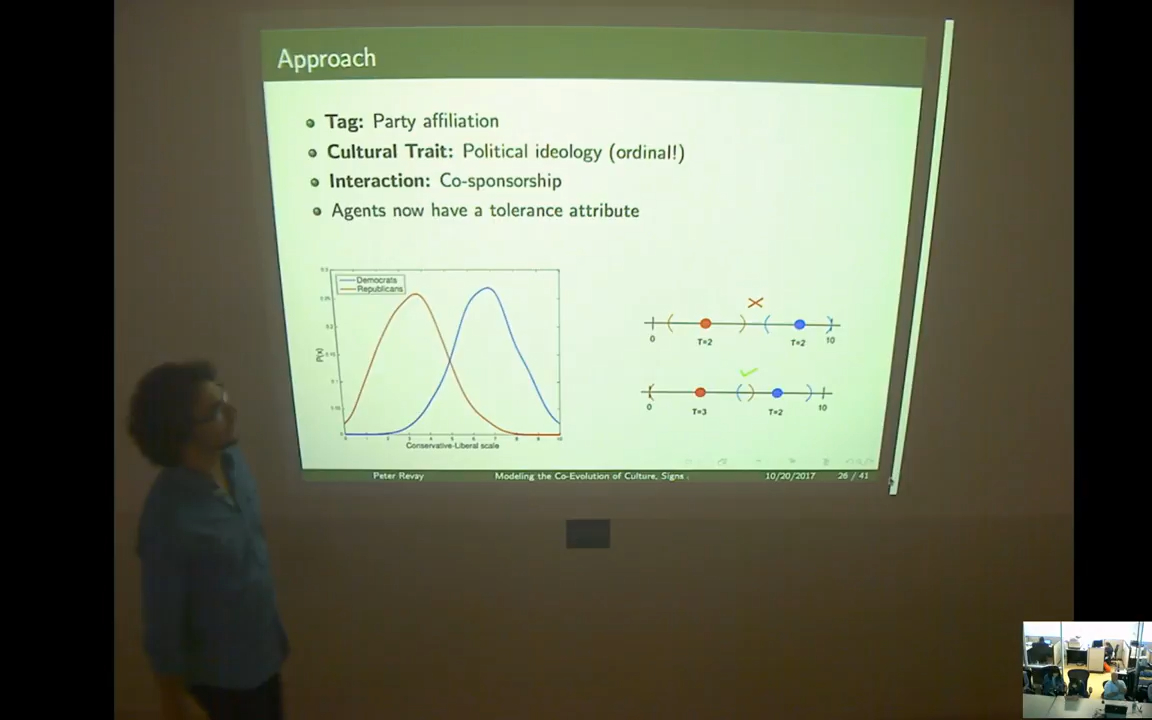 Approach
Tag: Party affiliation
Cultural Trait: Political ideology (ordinal!)
Interaction: Co-sponsorship
Agents now have a tolerance attribute
Democrats
Republicans
P(x)
Conservative-Liberal scale
0 T=2 T=2 10
0 T=3 T=2 10
Peter Revay Modeling the Co-Evolution of Culture, Signs 10/20/2017 26 / 41